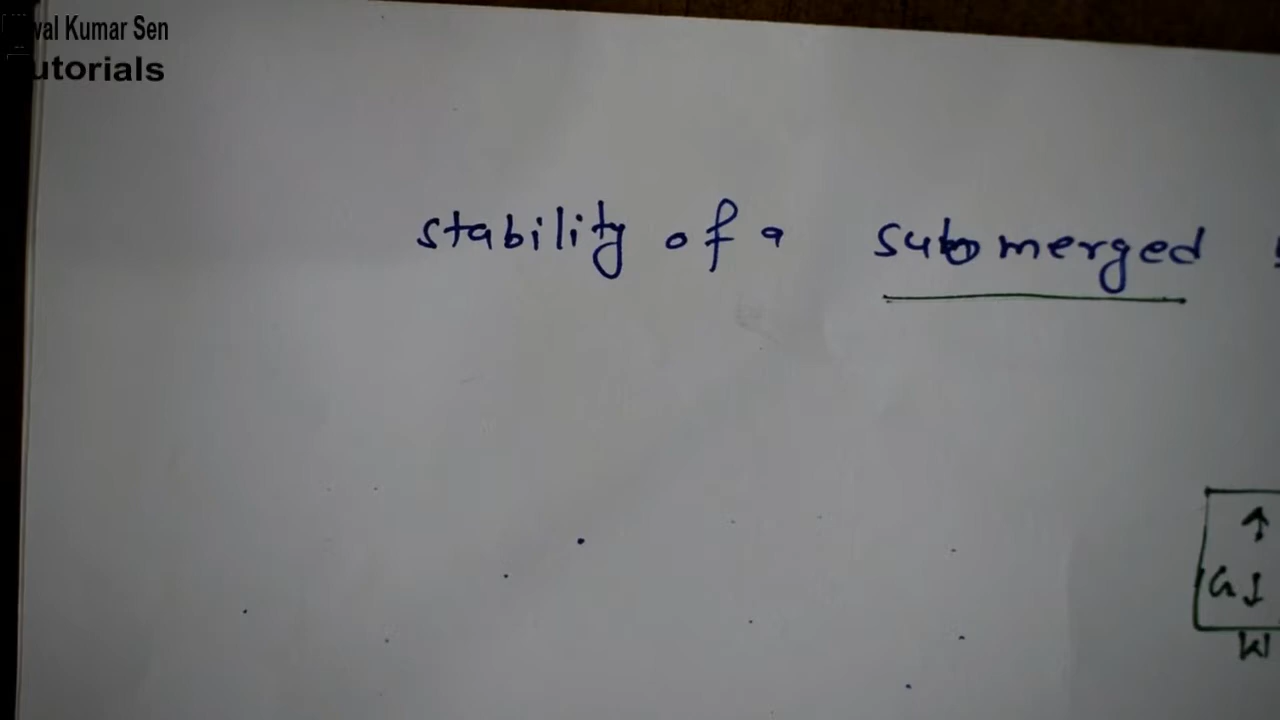 Kumar Sen
utorials
stability of a submerged
G
W